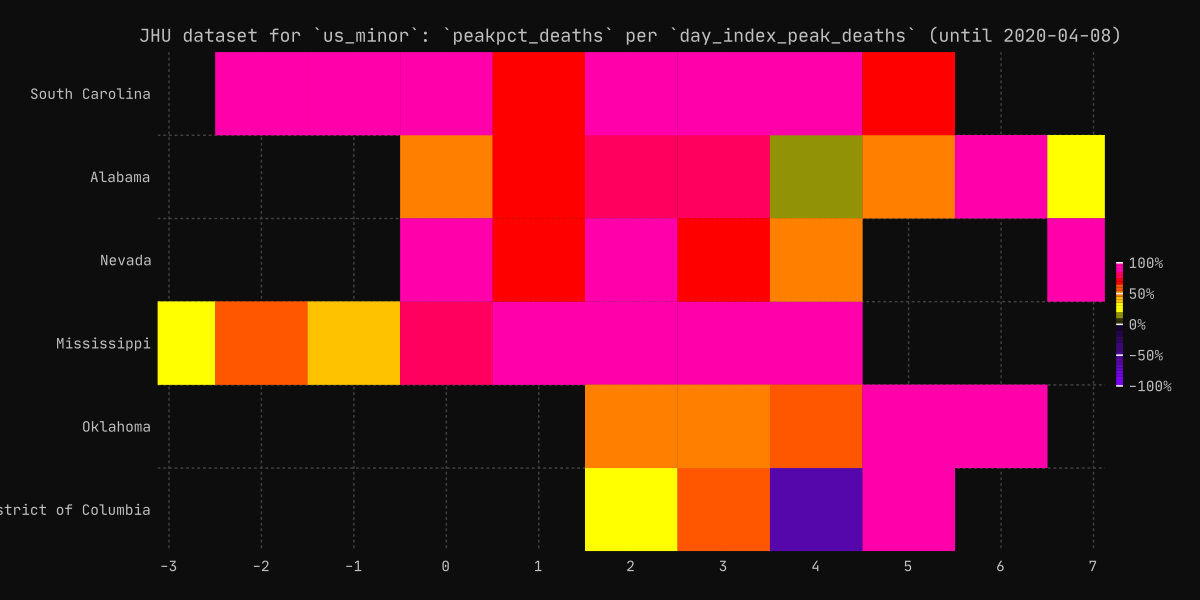 JHU dataset for `us_minor`: `peakpct_deaths` per `day_index_peak_deaths` (until 2020-04-08)
South Carolina
Alabama
Nevada
Mississippi
Oklahoma
strict of Columbia
100%
50%
0%
-50%
-100%
-3 -2 -1 0 1 2 3 4 5 6 7